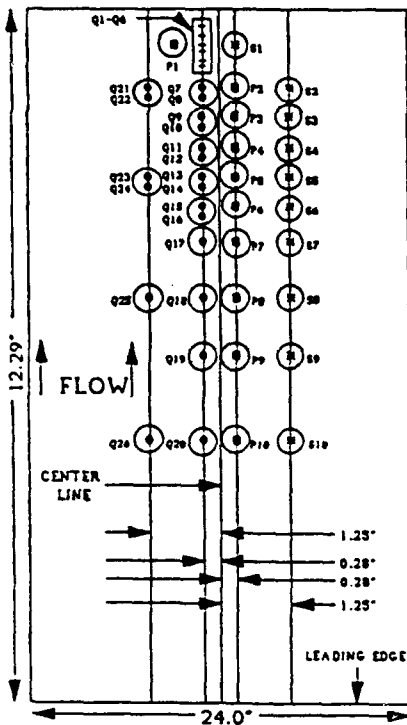 Q1-Q6
P1 S1
Q21 Q7 P2 S2
Q22 Q8
Q9 P3 S3
Q10
Q11 P4 S4
Q12
Q23 Q13 P5 S5
Q24 Q14
Q15 P6 S6
Q16
Q17 P7 S7
Q25 Q18 P8 S8
12.29"
Q19 P9 S9
FLOW
Q26 Q20 P10 S10
CENTER
LINE
1.25"
0.28"
0.28"
1.25"
LEADING EDGE
24.0"